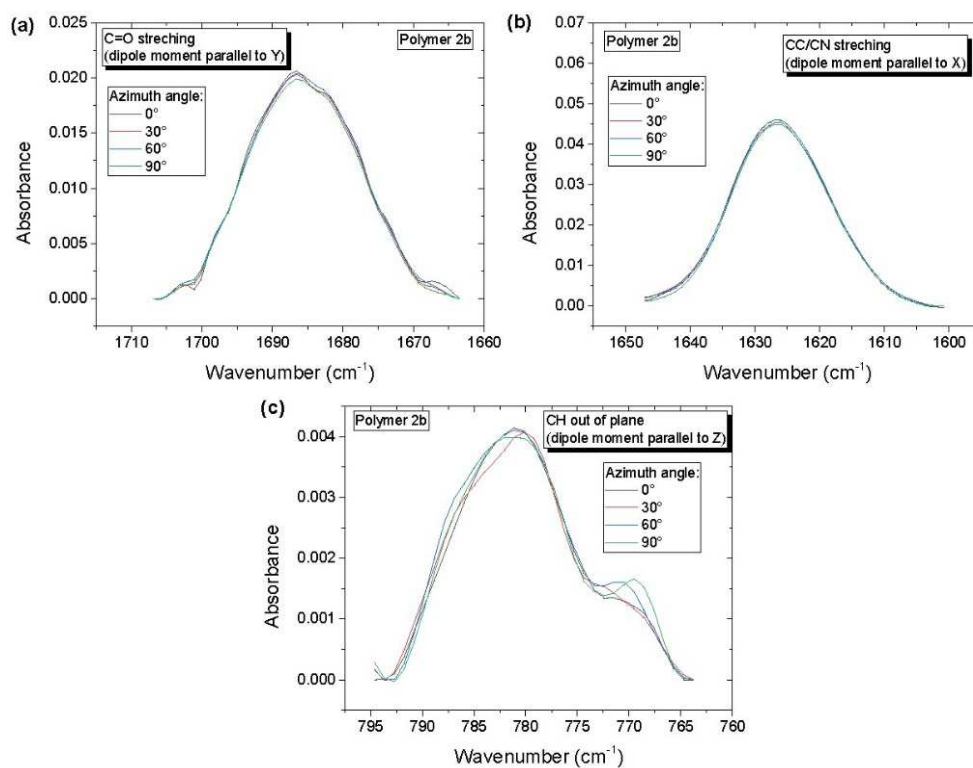 (a)
C=O streching
(dipole moment parallel to Y)
Polymer 2b
Azimuth angle:
0°
30°
60°
90°
0.020
0.015
0.010
0.005
0.000
Absorbance
1710 1700 1690 1680 1670 1660
Wavenumber (cm-1)
(b)
Polymer 2b
CC/CN streching
(dipole moment parallel to X)
Azimuth angle:
0°
30°
60°
90°
0.07
0.06
0.05
0.04
0.03
0.02
0.01
0.00
Absorbance
1650 1640 1630 1620 1610 1600
Wavenumber (cm-1)
(c)
Polymer 2b
CH out of plane
(dipole moment parallel to Z)
Azimuth angle:
0°
30°
60°
90°
0.004
0.003
0.002
0.001
0.000
Absorbance
795 790 785 780 775 770 765 760
Wavenumber (cm-1)